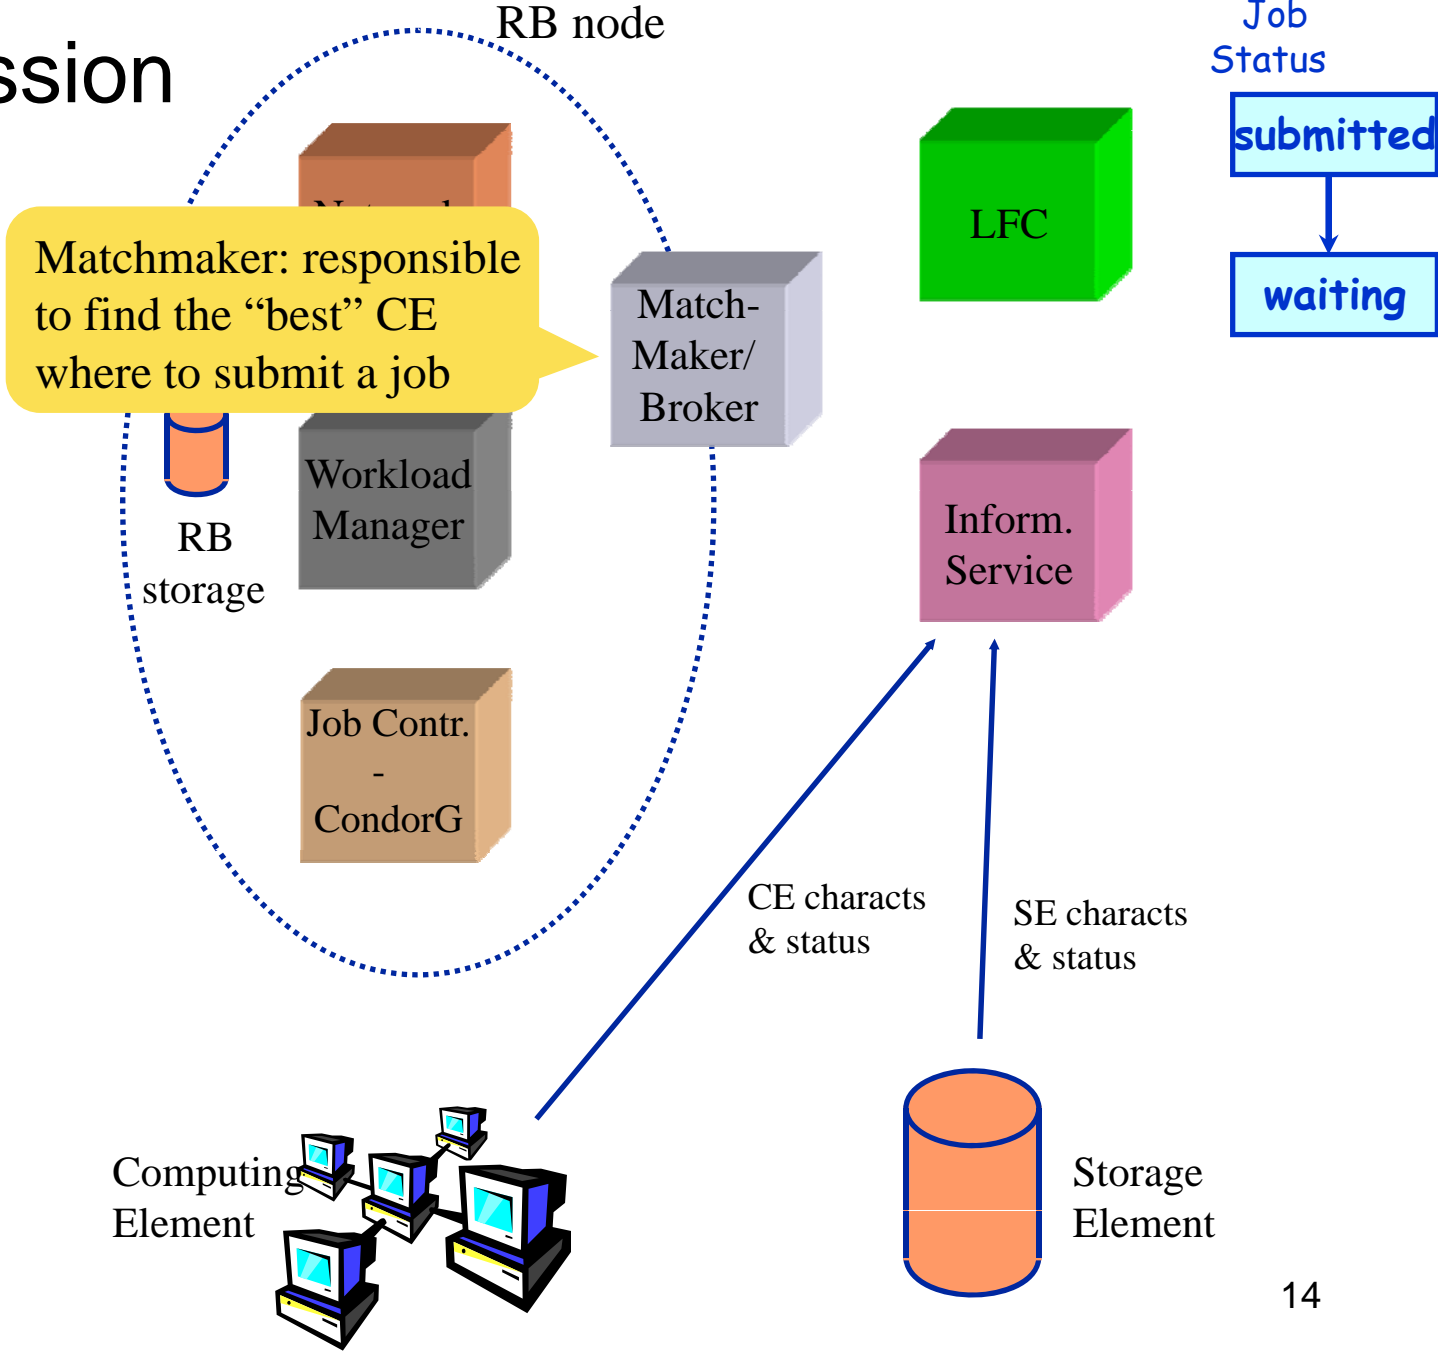 RB node
Job
Status
submitted
waiting
Matchmaker: responsible
to find the “best” CE
where to submit a job
Match-
Maker/
Broker
LFC
Workload
Manager
RB
storage
Inform.
Service
Job Contr.
-
CondorG
CE characts
& status
SE characts
& status
Computing
Element
Storage
Element
14